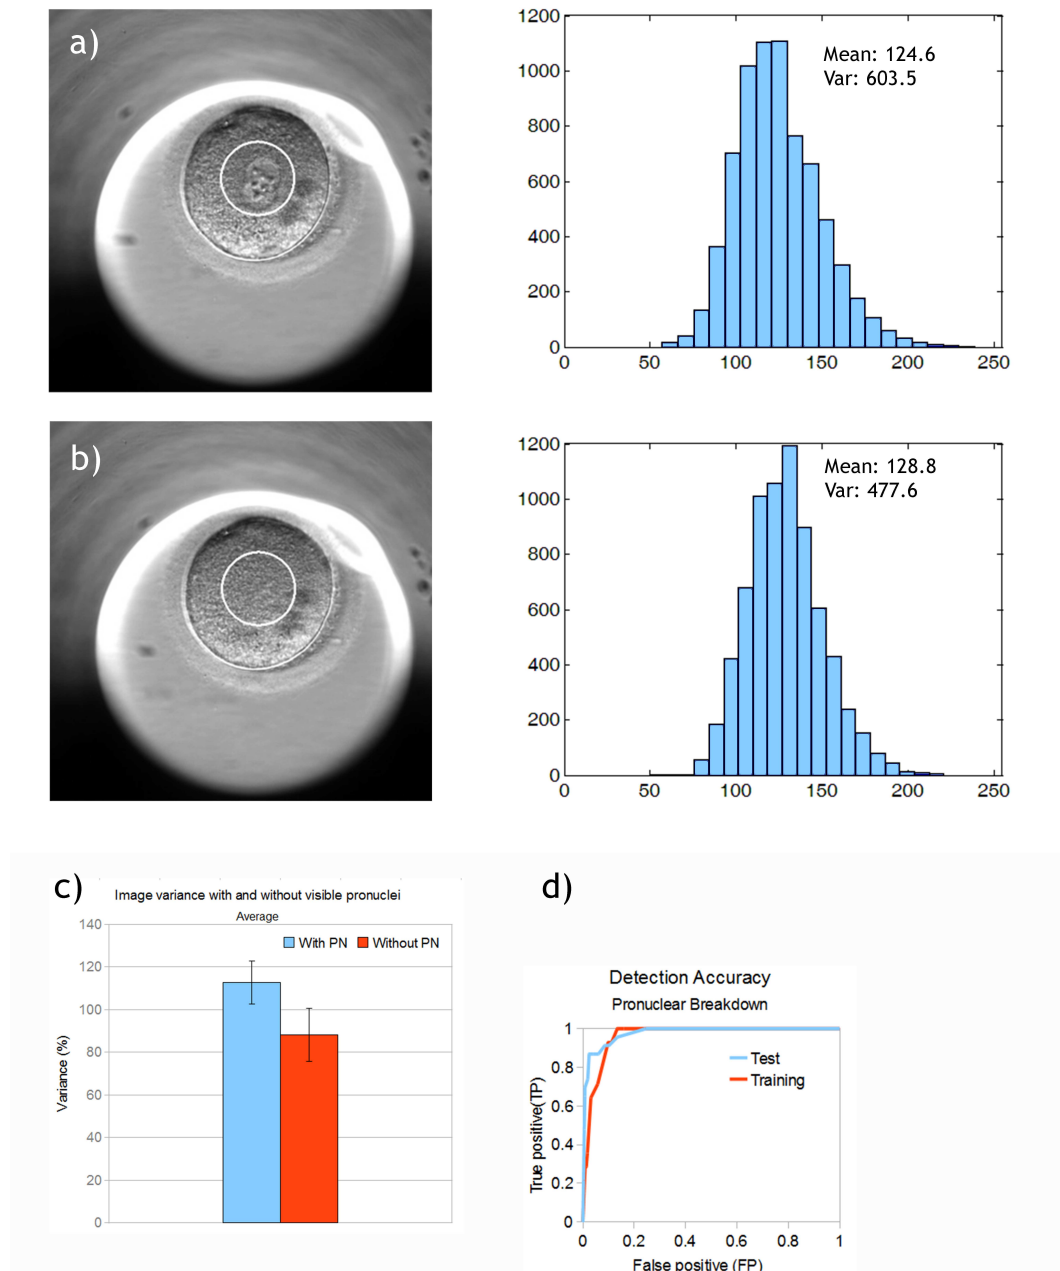 a)
1200
1000
800
600
400
200
0
0 50 100 150 200 250
Mean: 124.6
Var: 603.5
b)
1200
1000
800
600
400
200
0
0 50 100 150 200 250
Mean: 128.8
Var: 477.6
c)
Image variance with and without visible pronuclei
Average
With PN Without PN
Variance (%)
140
120
100
80
60
40
20
0
d)
Detection Accuracy
Pronuclear Breakdown
True positive(TP)
1
0.8
0.6
0.4
0.2
0
Test
Training
0 0.2 0.4 0.6 0.8 1
False positive (FP)